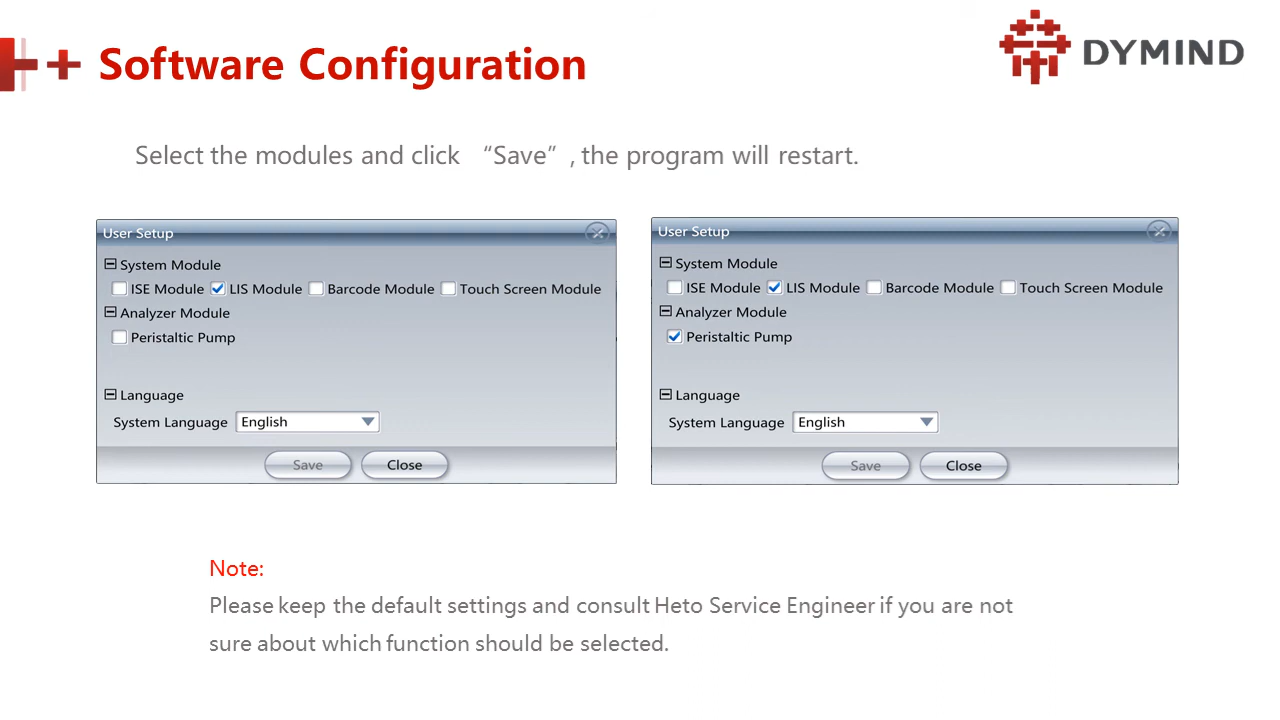 Software Configuration
DYMIND
Select the modules and click “Save”, the program will restart.
User Setup
System Module
ISE Module LIS Module Barcode Module Touch Screen Module
Analyzer Module
Peristaltic Pump
Language
System Language English
Save Close
User Setup
System Module
ISE Module LIS Module Barcode Module Touch Screen Module
Analyzer Module
Peristaltic Pump
Language
System Language English
Save Close
Note:
Please keep the default settings and consult Heto Service Engineer if you are not
sure about which function should be selected.